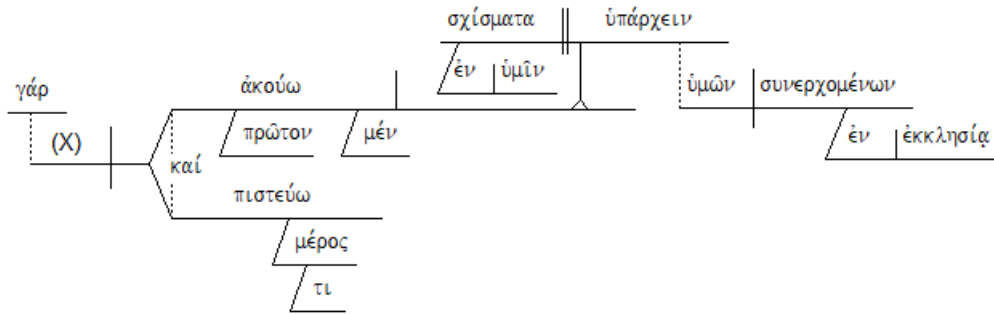 σχίσματα ὑπάρχειν
ἐν ὑμῖν
γάρ ἀκούω ὑμῶν συνερχομένων
(X) καί πρῶτον μέν ἐν ἐκκλησίᾳ
πιστεύω
μέρος
τι